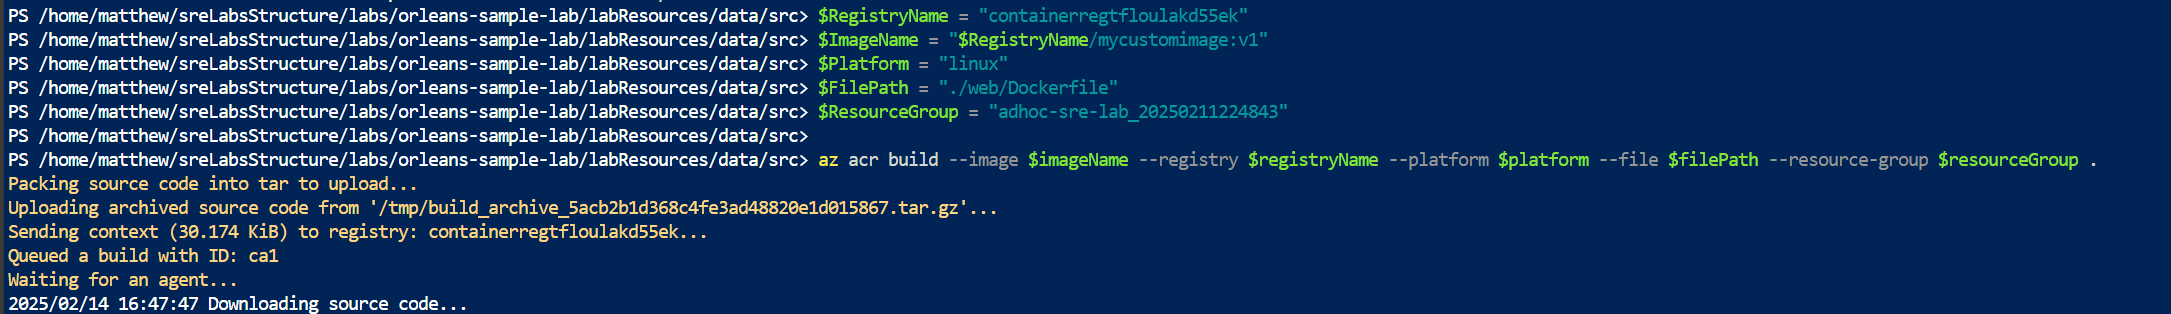 PS /home/matthew/sreLabsStructure/labs/orleans-sample-lab/labResources/data/src> $RegistryName = "containerregtfloulakd55ek"
PS /home/matthew/sreLabsStructure/labs/orleans-sample-lab/labResources/data/src> $ImageName = "$RegistryName/mycustomimage:v1"
PS /home/matthew/sreLabsStructure/labs/orleans-sample-lab/labResources/data/src> $Platform = "linux"
PS /home/matthew/sreLabsStructure/labs/orleans-sample-lab/labResources/data/src> $FilePath = "./web/Dockerfile"
PS /home/matthew/sreLabsStructure/labs/orleans-sample-lab/labResources/data/src> $ResourceGroup = "adhoc-sre-lab_20250211224843"
PS /home/matthew/sreLabsStructure/labs/orleans-sample-lab/labResources/data/src>
PS /home/matthew/sreLabsStructure/labs/orleans-sample-lab/labResources/data/src> az acr build --image $imageName --registry $registryName --platform $platform --file $filePath --resource-group $resourceGroup .
Packing source code into tar to upload...
Uploading archived source code from '/tmp/build_archive_5acb2b1d368c4fe3ad48820e1d015867.tar.gz'...
Sending context (30.174 KiB) to registry: containerregtfloulakd55ek...
Queued a build with ID: ca1
Waiting for an agent...
2025/02/14 16:47:47 Downloading source code...